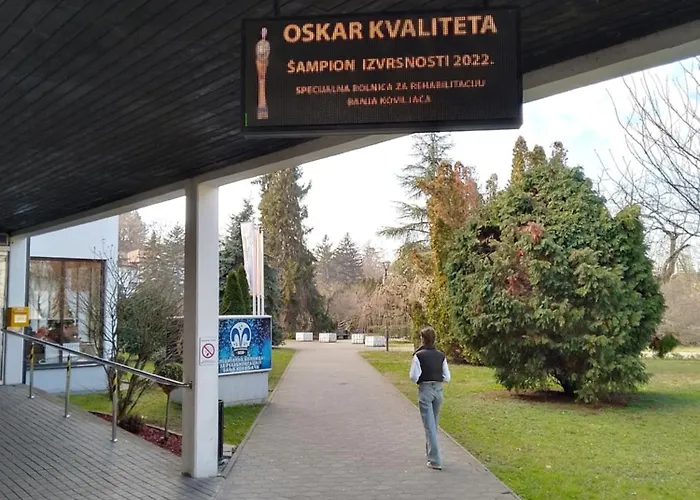 OSKAR KVALITETA
ŠAMPION IZVRSNOSTI 2022.
SPECIJALNA BOLNICA ZA REHABILITACIJU
BANJA KOVILJAČA